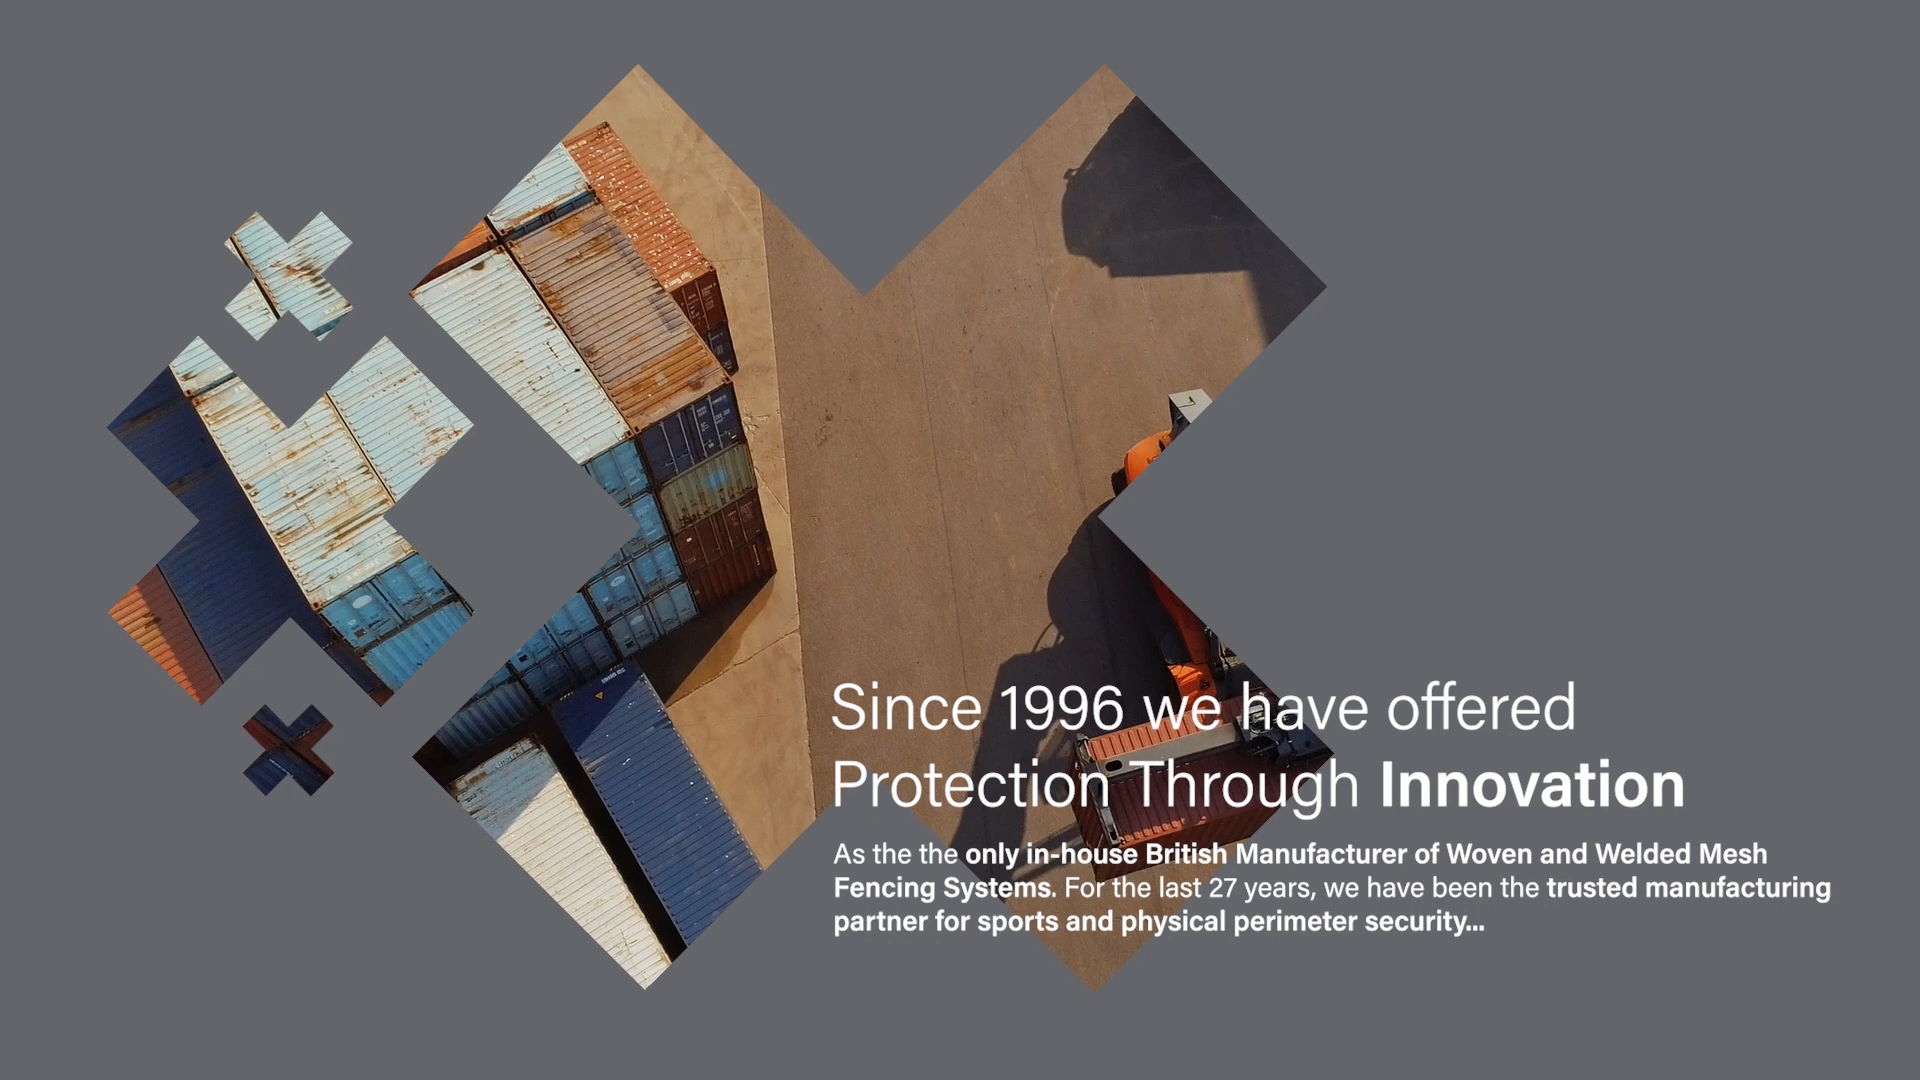 Since 1996 we have offered
Protection Through Innovation
As the the only in-house British Manufacturer of Woven and Welded Mesh
Fencing Systems. For the last 27 years, we have been the trusted manufacturing
partner for sports and physical perimeter security...